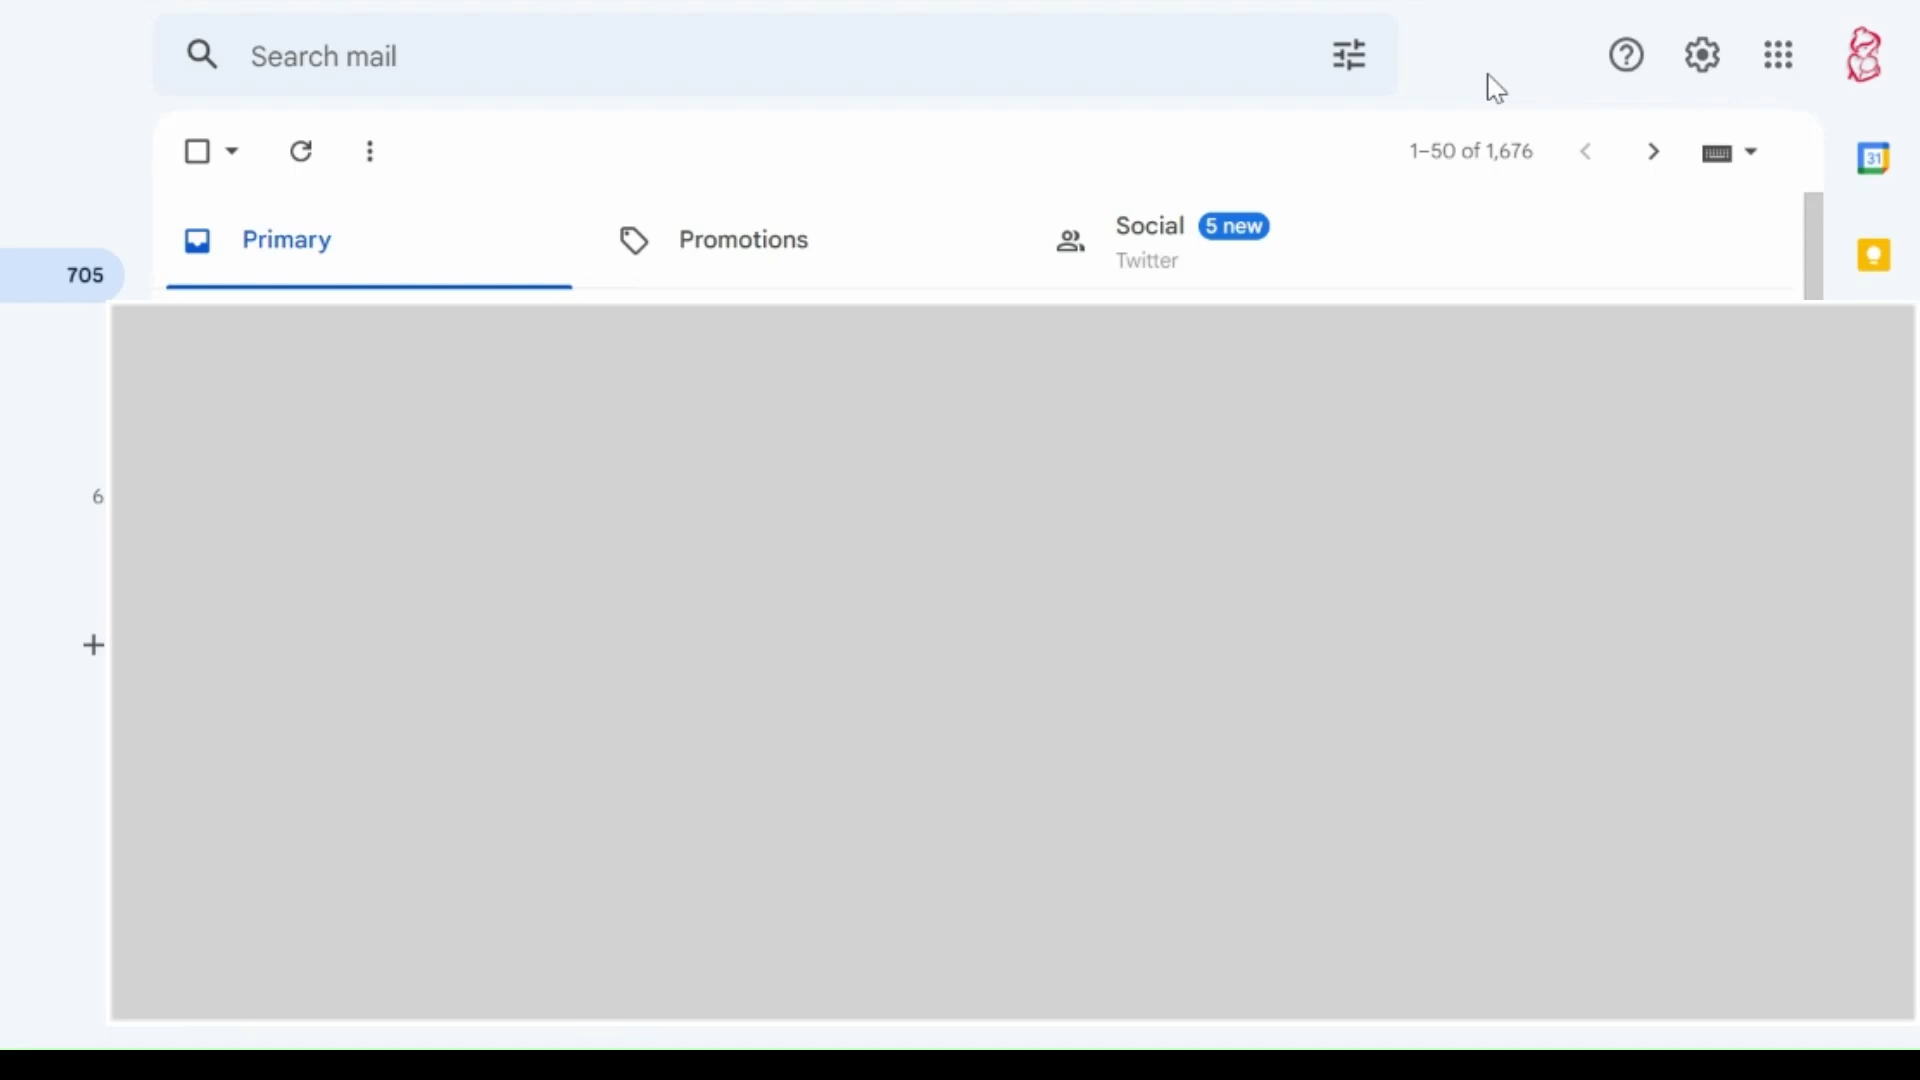 Search mail
1–50 of 1,676
31
Primary
Promotions
Social 5 new
Twitter
705
6